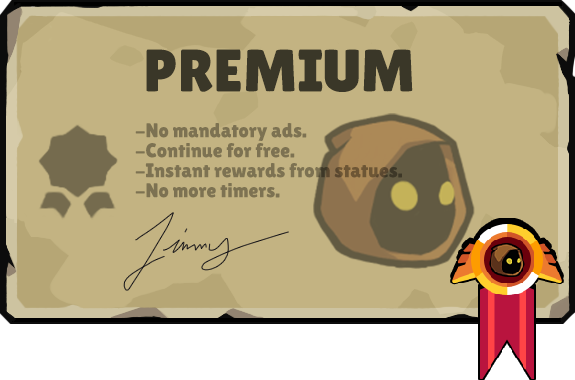 PREMIUM
-No mandatory ads.
-Continue for free.
-Instant rewards from statues.
-No more timers.
Jimmy